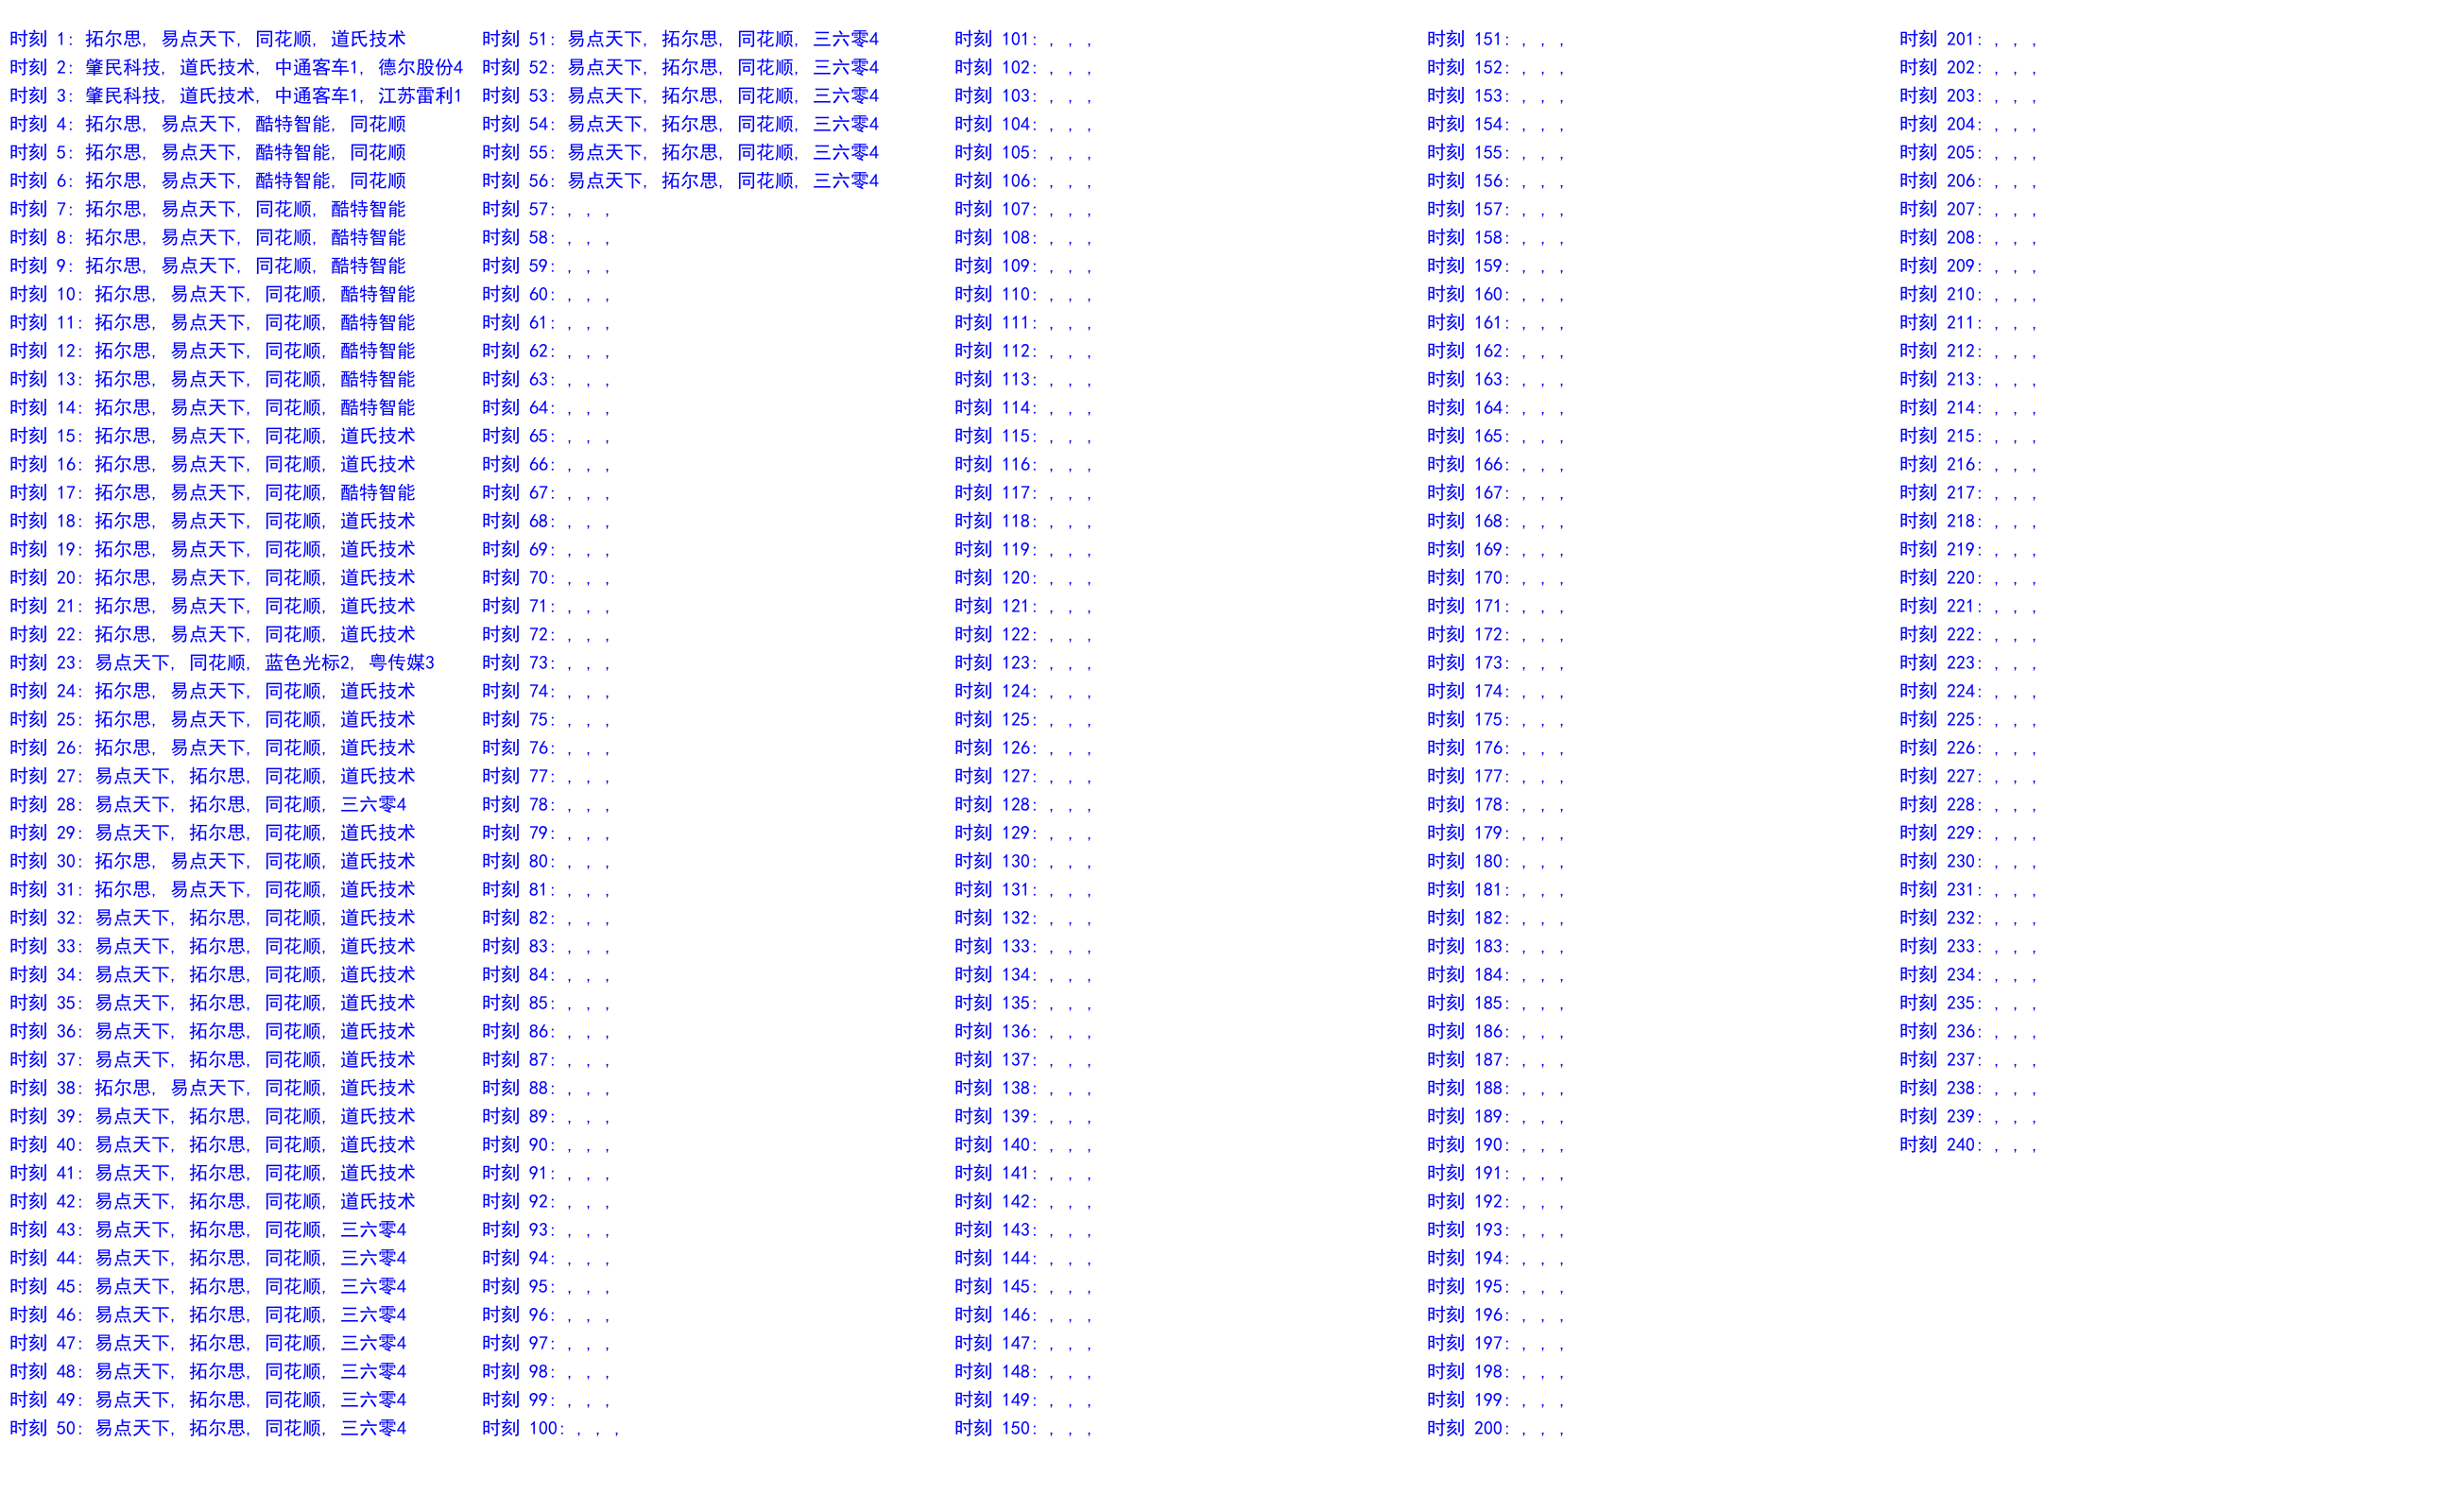 时刻 1: 拓尔思, 易点天下, 同花顺, 道氏技术
时刻 2: 肇民科技, 道氏技术, 中通客车1, 德尔股份4
时刻 3: 肇民科技, 道氏技术, 中通客车1, 江苏雷利1
时刻 4: 拓尔思, 易点天下, 酷特智能, 同花顺
时刻 5: 拓尔思, 易点天下, 酷特智能, 同花顺
时刻 6: 拓尔思, 易点天下, 酷特智能, 同花顺
时刻 7: 拓尔思, 易点天下, 同花顺, 酷特智能
时刻 8: 拓尔思, 易点天下, 同花顺, 酷特智能
时刻 9: 拓尔思, 易点天下, 同花顺, 酷特智能
时刻 10: 拓尔思, 易点天下, 同花顺, 酷特智能
时刻 11: 拓尔思, 易点天下, 同花顺, 酷特智能
时刻 12: 拓尔思, 易点天下, 同花顺, 酷特智能
时刻 13: 拓尔思, 易点天下, 同花顺, 酷特智能
时刻 14: 拓尔思, 易点天下, 同花顺, 酷特智能
时刻 15: 拓尔思, 易点天下, 同花顺, 道氏技术
时刻 16: 拓尔思, 易点天下, 同花顺, 道氏技术
时刻 17: 拓尔思, 易点天下, 同花顺, 酷特智能
时刻 18: 拓尔思, 易点天下, 同花顺, 道氏技术
时刻 19: 拓尔思, 易点天下, 同花顺, 道氏技术
时刻 20: 拓尔思, 易点天下, 同花顺, 道氏技术
时刻 21: 拓尔思, 易点天下, 同花顺, 道氏技术
时刻 22: 拓尔思, 易点天下, 同花顺, 道氏技术
时刻 23: 易点天下, 同花顺, 蓝色光标2, 粤传媒3
时刻 24: 拓尔思, 易点天下, 同花顺, 道氏技术
时刻 25: 拓尔思, 易点天下, 同花顺, 道氏技术
时刻 26: 拓尔思, 易点天下, 同花顺, 道氏技术
时刻 27: 易点天下, 拓尔思, 同花顺, 道氏技术
时刻 28: 易点天下, 拓尔思, 同花顺, 三六零4
时刻 29: 易点天下, 拓尔思, 同花顺, 道氏技术
时刻 30: 拓尔思, 易点天下, 同花顺, 道氏技术
时刻 31: 拓尔思, 易点天下, 同花顺, 道氏技术
时刻 32: 易点天下, 拓尔思, 同花顺, 道氏技术
时刻 33: 易点天下, 拓尔思, 同花顺, 道氏技术
时刻 34: 易点天下, 拓尔思, 同花顺, 道氏技术
时刻 35: 易点天下, 拓尔思, 同花顺, 道氏技术
时刻 36: 易点天下, 拓尔思, 同花顺, 道氏技术
时刻 37: 易点天下, 拓尔思, 同花顺, 道氏技术
时刻 38: 拓尔思, 易点天下, 同花顺, 道氏技术
时刻 39: 易点天下, 拓尔思, 同花顺, 道氏技术
时刻 40: 易点天下, 拓尔思, 同花顺, 道氏技术
时刻 41: 易点天下, 拓尔思, 同花顺, 道氏技术
时刻 42: 易点天下, 拓尔思, 同花顺, 道氏技术
时刻 43: 易点天下, 拓尔思, 同花顺, 三六零4
时刻 44: 易点天下, 拓尔思, 同花顺, 三六零4
时刻 45: 易点天下, 拓尔思, 同花顺, 三六零4
时刻 46: 易点天下, 拓尔思, 同花顺, 三六零4
时刻 47: 易点天下, 拓尔思, 同花顺, 三六零4
时刻 48: 易点天下, 拓尔思, 同花顺, 三六零4
时刻 49: 易点天下, 拓尔思, 同花顺, 三六零4
时刻 50: 易点天下, 拓尔思, 同花顺, 三六零4
时刻 51: 易点天下, 拓尔思, 同花顺, 三六零4
时刻 52: 易点天下, 拓尔思, 同花顺, 三六零4
时刻 53: 易点天下, 拓尔思, 同花顺, 三六零4
时刻 54: 易点天下, 拓尔思, 同花顺, 三六零4
时刻 55: 易点天下, 拓尔思, 同花顺, 三六零4
时刻 56: 易点天下, 拓尔思, 同花顺, 三六零4
时刻 57: , , ,
时刻 58: , , ,
时刻 59: , , ,
时刻 60: , , ,
时刻 61: , , ,
时刻 62: , , ,
时刻 63: , , ,
时刻 64: , , ,
时刻 65: , , ,
时刻 66: , , ,
时刻 67: , , ,
时刻 68: , , ,
时刻 69: , , ,
时刻 70: , , ,
时刻 71: , , ,
时刻 72: , , ,
时刻 73: , , ,
时刻 74: , , ,
时刻 75: , , ,
时刻 76: , , ,
时刻 77: , , ,
时刻 78: , , ,
时刻 79: , , ,
时刻 80: , , ,
时刻 81: , , ,
时刻 82: , , ,
时刻 83: , , ,
时刻 84: , , ,
时刻 85: , , ,
时刻 86: , , ,
时刻 87: , , ,
时刻 88: , , ,
时刻 89: , , ,
时刻 90: , , ,
时刻 91: , , ,
时刻 92: , , ,
时刻 93: , , ,
时刻 94: , , ,
时刻 95: , , ,
时刻 96: , , ,
时刻 97: , , ,
时刻 98: , , ,
时刻 99: , , ,
时刻 100: , , ,
时刻 101: , , ,
时刻 102: , , ,
时刻 103: , , ,
时刻 104: , , ,
时刻 105: , , ,
时刻 106: , , ,
时刻 107: , , ,
时刻 108: , , ,
时刻 109: , , ,
时刻 110: , , ,
时刻 111: , , ,
时刻 112: , , ,
时刻 113: , , ,
时刻 114: , , ,
时刻 115: , , ,
时刻 116: , , ,
时刻 117: , , ,
时刻 118: , , ,
时刻 119: , , ,
时刻 120: , , ,
时刻 121: , , ,
时刻 122: , , ,
时刻 123: , , ,
时刻 124: , , ,
时刻 125: , , ,
时刻 126: , , ,
时刻 127: , , ,
时刻 128: , , ,
时刻 129: , , ,
时刻 130: , , ,
时刻 131: , , ,
时刻 132: , , ,
时刻 133: , , ,
时刻 134: , , ,
时刻 135: , , ,
时刻 136: , , ,
时刻 137: , , ,
时刻 138: , , ,
时刻 139: , , ,
时刻 140: , , ,
时刻 141: , , ,
时刻 142: , , ,
时刻 143: , , ,
时刻 144: , , ,
时刻 145: , , ,
时刻 146: , , ,
时刻 147: , , ,
时刻 148: , , ,
时刻 149: , , ,
时刻 150: , , ,
时刻 151: , , ,
时刻 152: , , ,
时刻 153: , , ,
时刻 154: , , ,
时刻 155: , , ,
时刻 156: , , ,
时刻 157: , , ,
时刻 158: , , ,
时刻 159: , , ,
时刻 160: , , ,
时刻 161: , , ,
时刻 162: , , ,
时刻 163: , , ,
时刻 164: , , ,
时刻 165: , , ,
时刻 166: , , ,
时刻 167: , , ,
时刻 168: , , ,
时刻 169: , , ,
时刻 170: , , ,
时刻 171: , , ,
时刻 172: , , ,
时刻 173: , , ,
时刻 174: , , ,
时刻 175: , , ,
时刻 176: , , ,
时刻 177: , , ,
时刻 178: , , ,
时刻 179: , , ,
时刻 180: , , ,
时刻 181: , , ,
时刻 182: , , ,
时刻 183: , , ,
时刻 184: , , ,
时刻 185: , , ,
时刻 186: , , ,
时刻 187: , , ,
时刻 188: , , ,
时刻 189: , , ,
时刻 190: , , ,
时刻 191: , , ,
时刻 192: , , ,
时刻 193: , , ,
时刻 194: , , ,
时刻 195: , , ,
时刻 196: , , ,
时刻 197: , , ,
时刻 198: , , ,
时刻 199: , , ,
时刻 200: , , ,
时刻 201: , , ,
时刻 202: , , ,
时刻 203: , , ,
时刻 204: , , ,
时刻 205: , , ,
时刻 206: , , ,
时刻 207: , , ,
时刻 208: , , ,
时刻 209: , , ,
时刻 210: , , ,
时刻 211: , , ,
时刻 212: , , ,
时刻 213: , , ,
时刻 214: , , ,
时刻 215: , , ,
时刻 216: , , ,
时刻 217: , , ,
时刻 218: , , ,
时刻 219: , , ,
时刻 220: , , ,
时刻 221: , , ,
时刻 222: , , ,
时刻 223: , , ,
时刻 224: , , ,
时刻 225: , , ,
时刻 226: , , ,
时刻 227: , , ,
时刻 228: , , ,
时刻 229: , , ,
时刻 230: , , ,
时刻 231: , , ,
时刻 232: , , ,
时刻 233: , , ,
时刻 234: , , ,
时刻 235: , , ,
时刻 236: , , ,
时刻 237: , , ,
时刻 238: , , ,
时刻 239: , , ,
时刻 240: , , ,